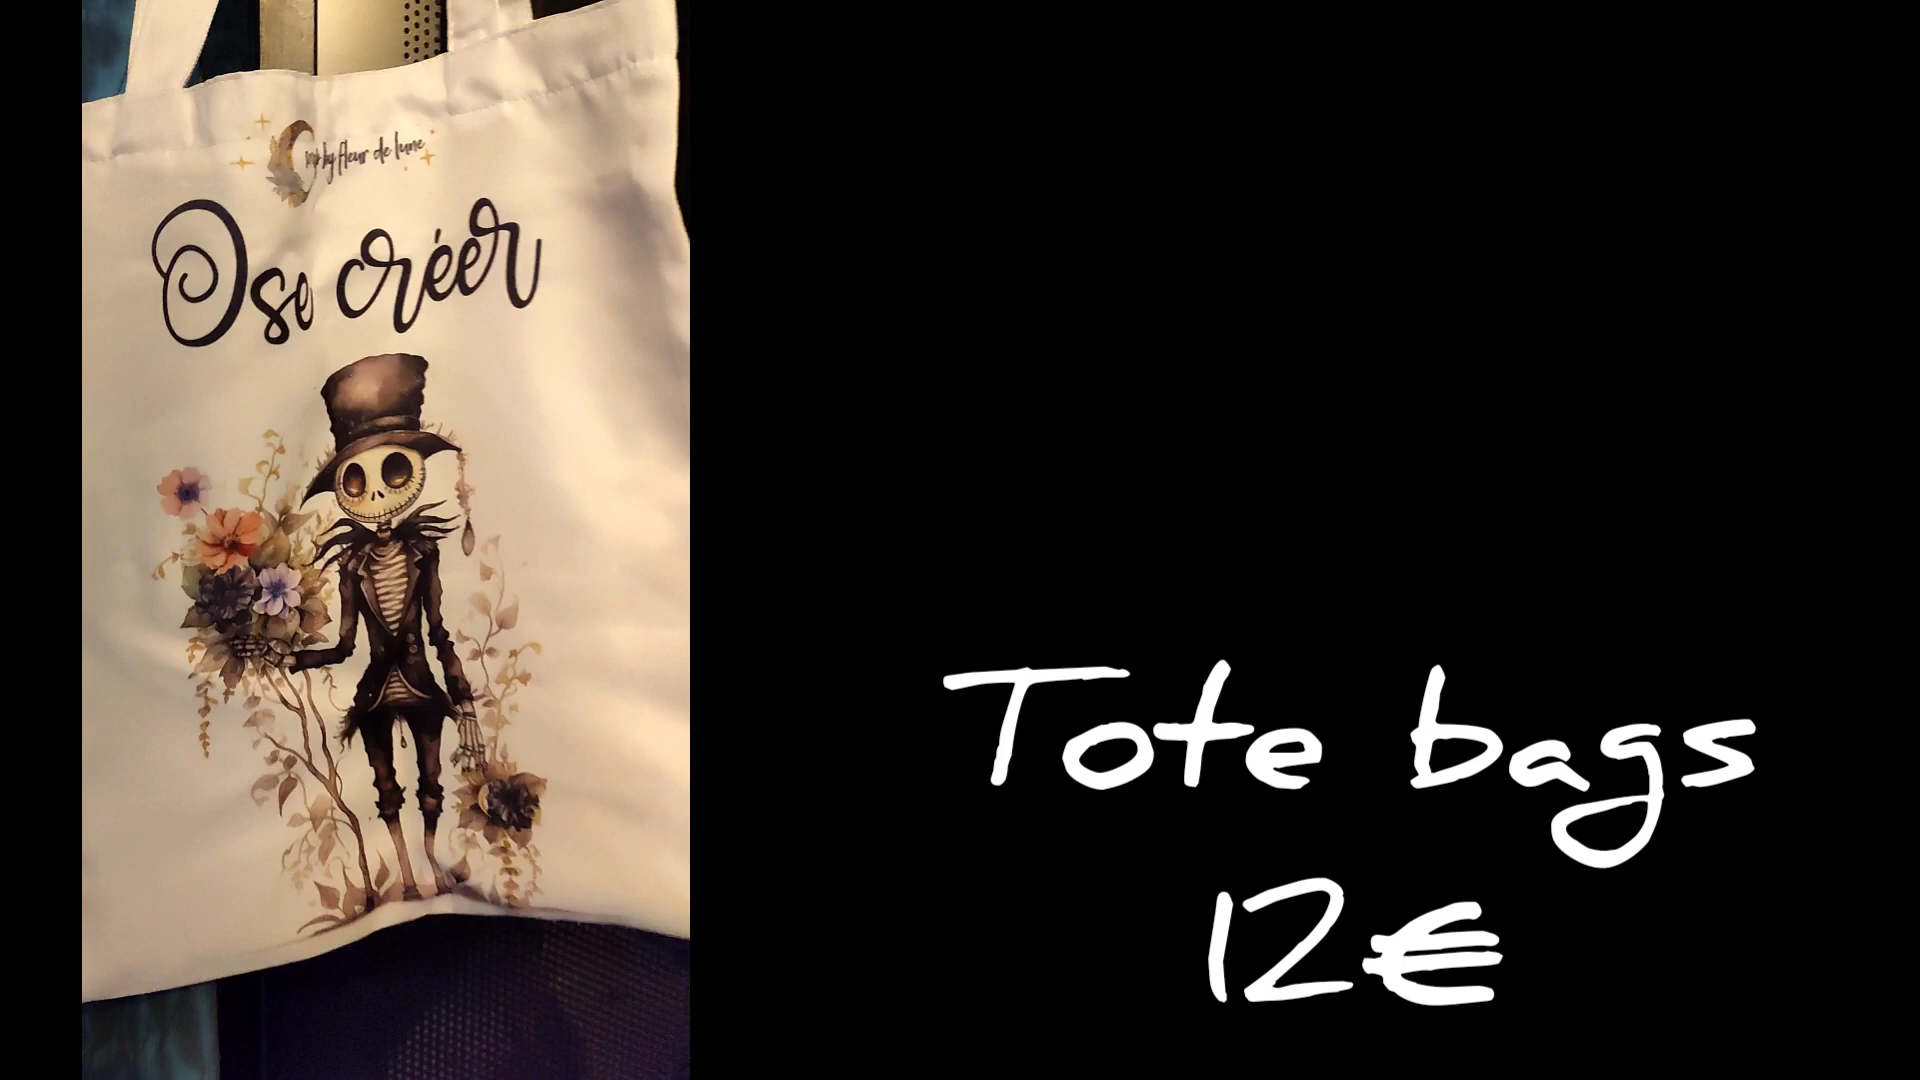 by fleur de lune
Ose créer
Tote bags
12€